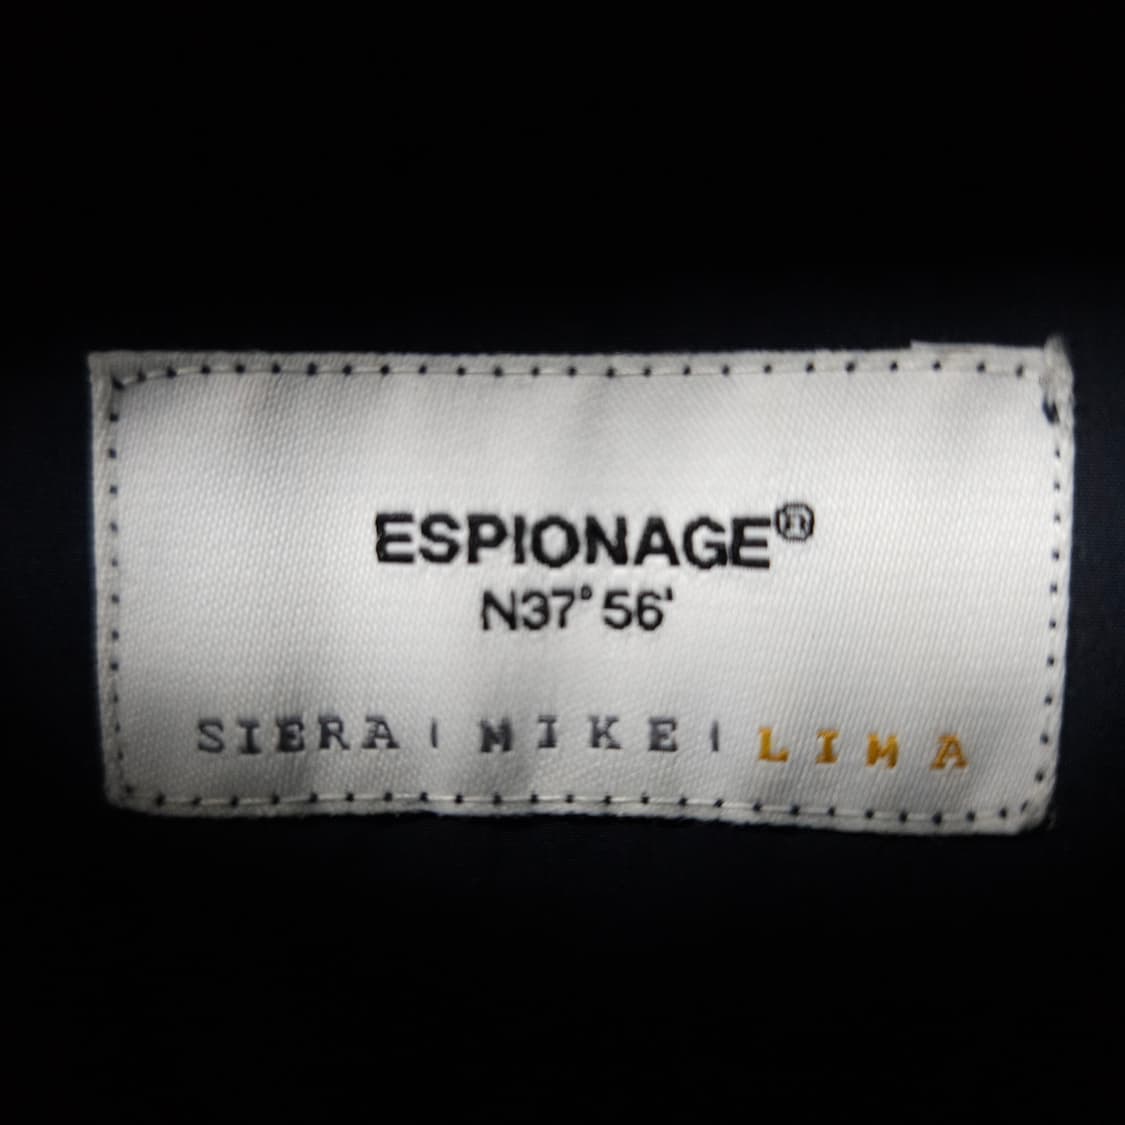 ESPIONAGE®
N37° 56'
SIERA | MIKE | LIMA